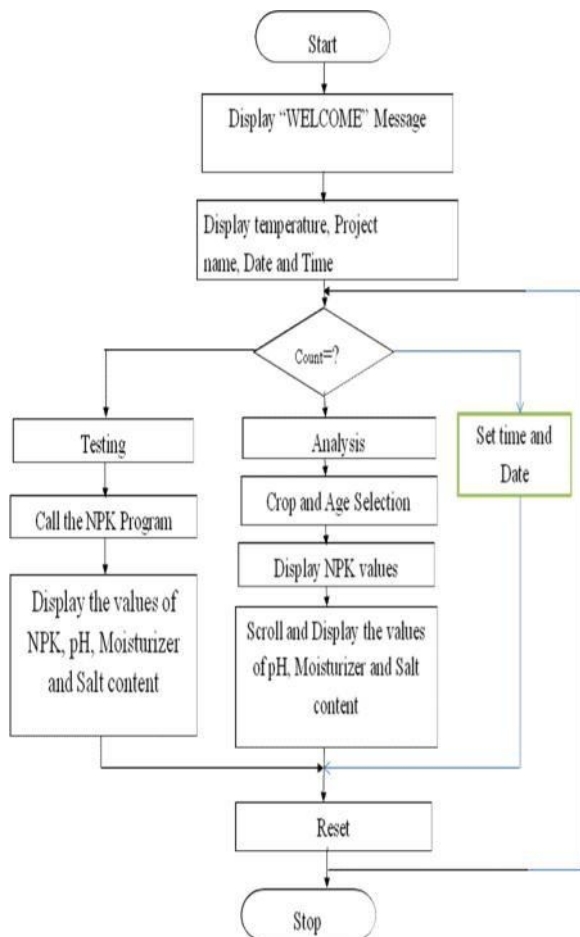 Start
Display “WELCOME” Message
Display temperature, Project
name, Date and Time
Count=?
Testing
Call the NPK Program
Display the values of
NPK, pH, Moisturizer
and Salt content
Analysis
Crop and Age Selection
Display NPK values
Scroll and Display the values
of pH, Moisturizer and Salt
content
Set time and
Date
Reset
Stop